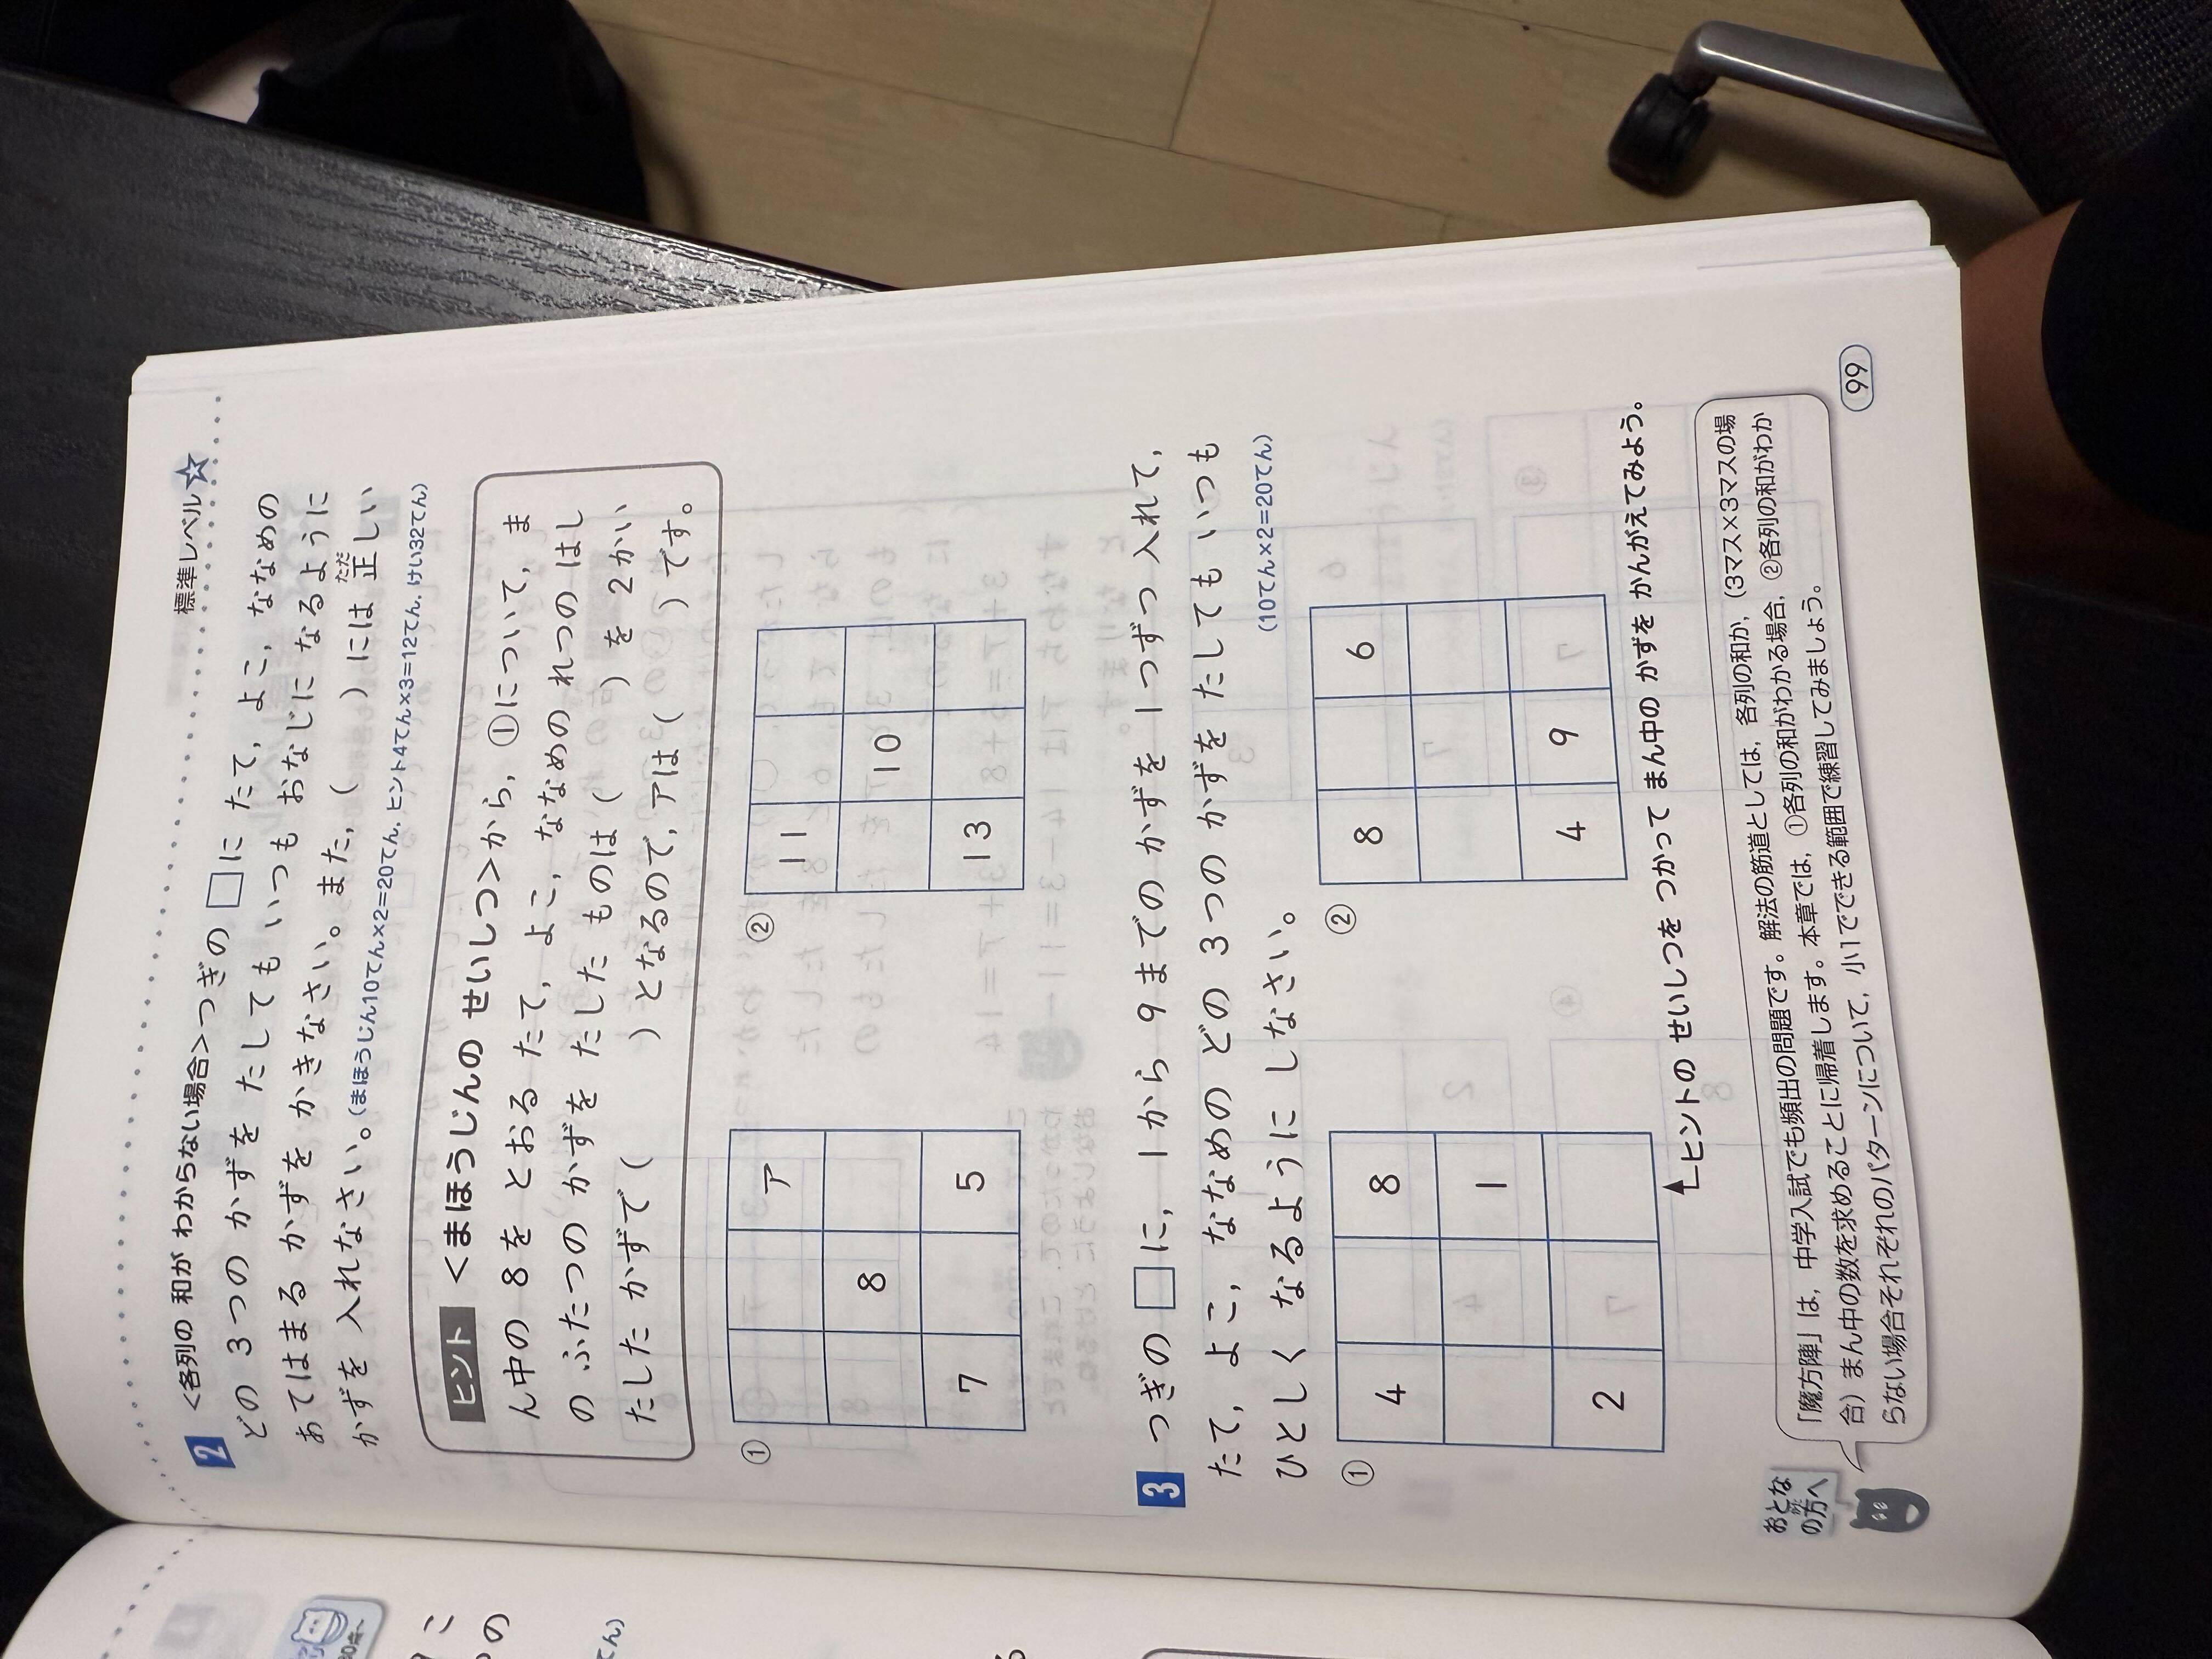 標準レベル☆
2 <各列の 和が わからない場合>つぎの □に たて, よこ, ななめの
どの 3つの かずを たしても いつも おなじに なるように
あてはまる かずを かきなさい。また, (　　)には 正しい
ただ
かずを 入れなさい。(まほうじん10てん×2=20てん, ヒント4てん×3=12てん, けい32てん)
ヒント <まほうじんの せいしつ>から, ①について, ま
ん中の 8を とおる たて, よこ, ななめの れつの はし
の ふたつの かずを たした ものは (　　) を 2かい
たした かずで (　　) となるので, アは (　　) です。
①
ア
8
7 5
②
11
10
13
3 つぎの □に, 1から 9までの かずを 1つずつ 入れて,
たて, よこ, ななめの どの 3つの かずを たしても いつも
ひとしく なるように しなさい。
(10てん×2=20てん)
①
4 8
1
2
②
8 6
4 9
ヒントの せいしつを つかって まん中の かずを かんがえてみよう。
おとな
の方へ
「魔方陣」は, 中学入試でも頻出の問題です。解法の筋道としては, 各列の和か, (3マス×3マスの場
合) まん中の数を求めることに帰着します。本章では, ①各列の和がわかる場合, ②各列の和がわか
らない場合それぞれのパターンについて, 小1でできる範囲で練習してみましょう。
99